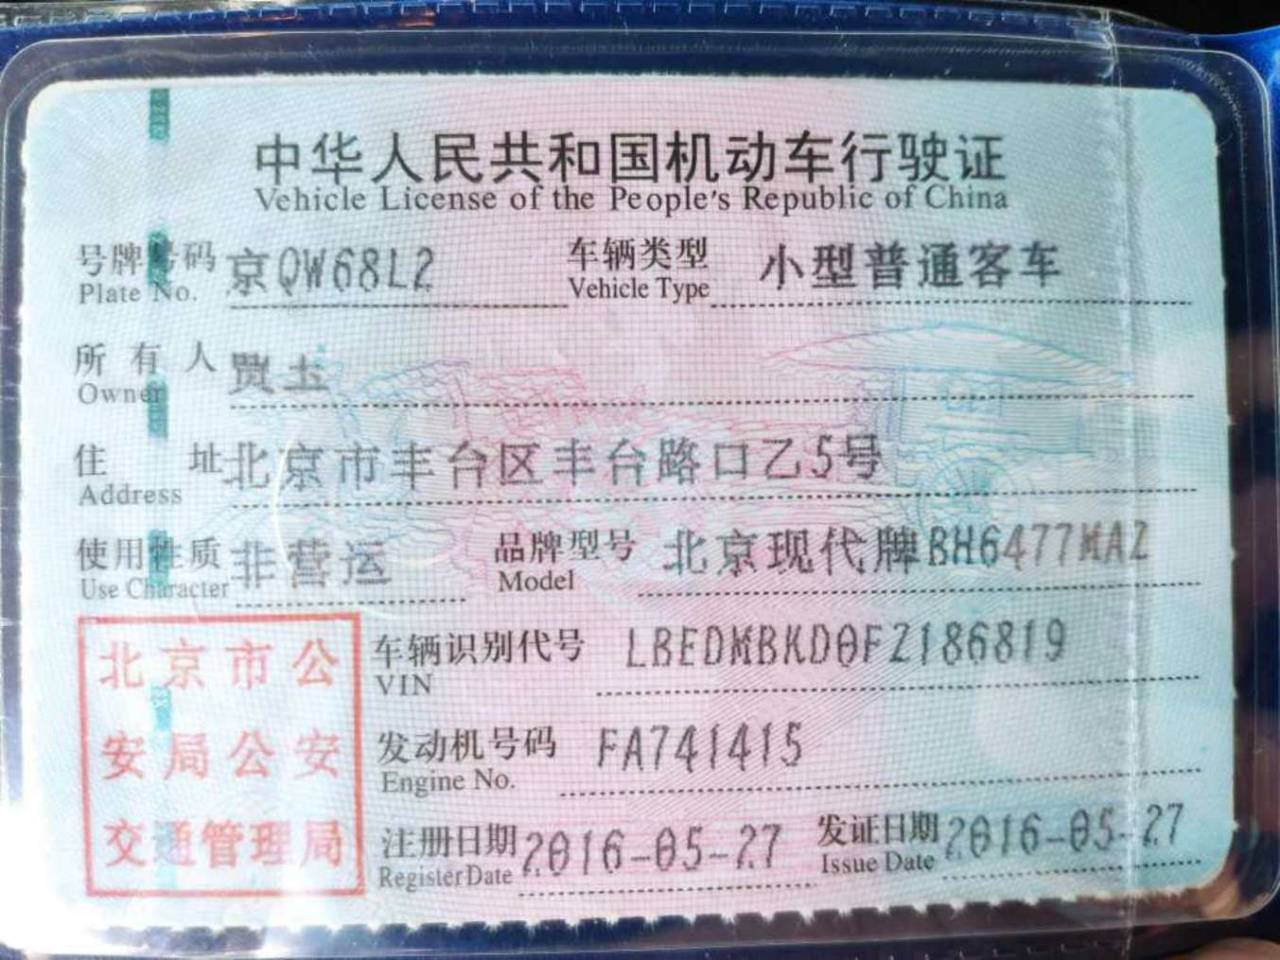 中华人民共和国机动车行驶证
Vehicle License of the People's Republic of China
号牌号码 京QW68L2 车辆类型 小型普通客车
Plate No. Vehicle Type
所有人 贾玉
Owner
住址 北京市丰台区丰台路口乙5号
Address
使用性质 非营运 品牌型号 北京现代牌BH6477MAZ
Use Character Model
北京市公
安局公安
交通管理局
车辆识别代号 LBEDMBKD0FZ186819
VIN
发动机号码 FA741415
Engine No.
注册日期 2016-05-27 发证日期 2016-05-27
Register Date Issue Date